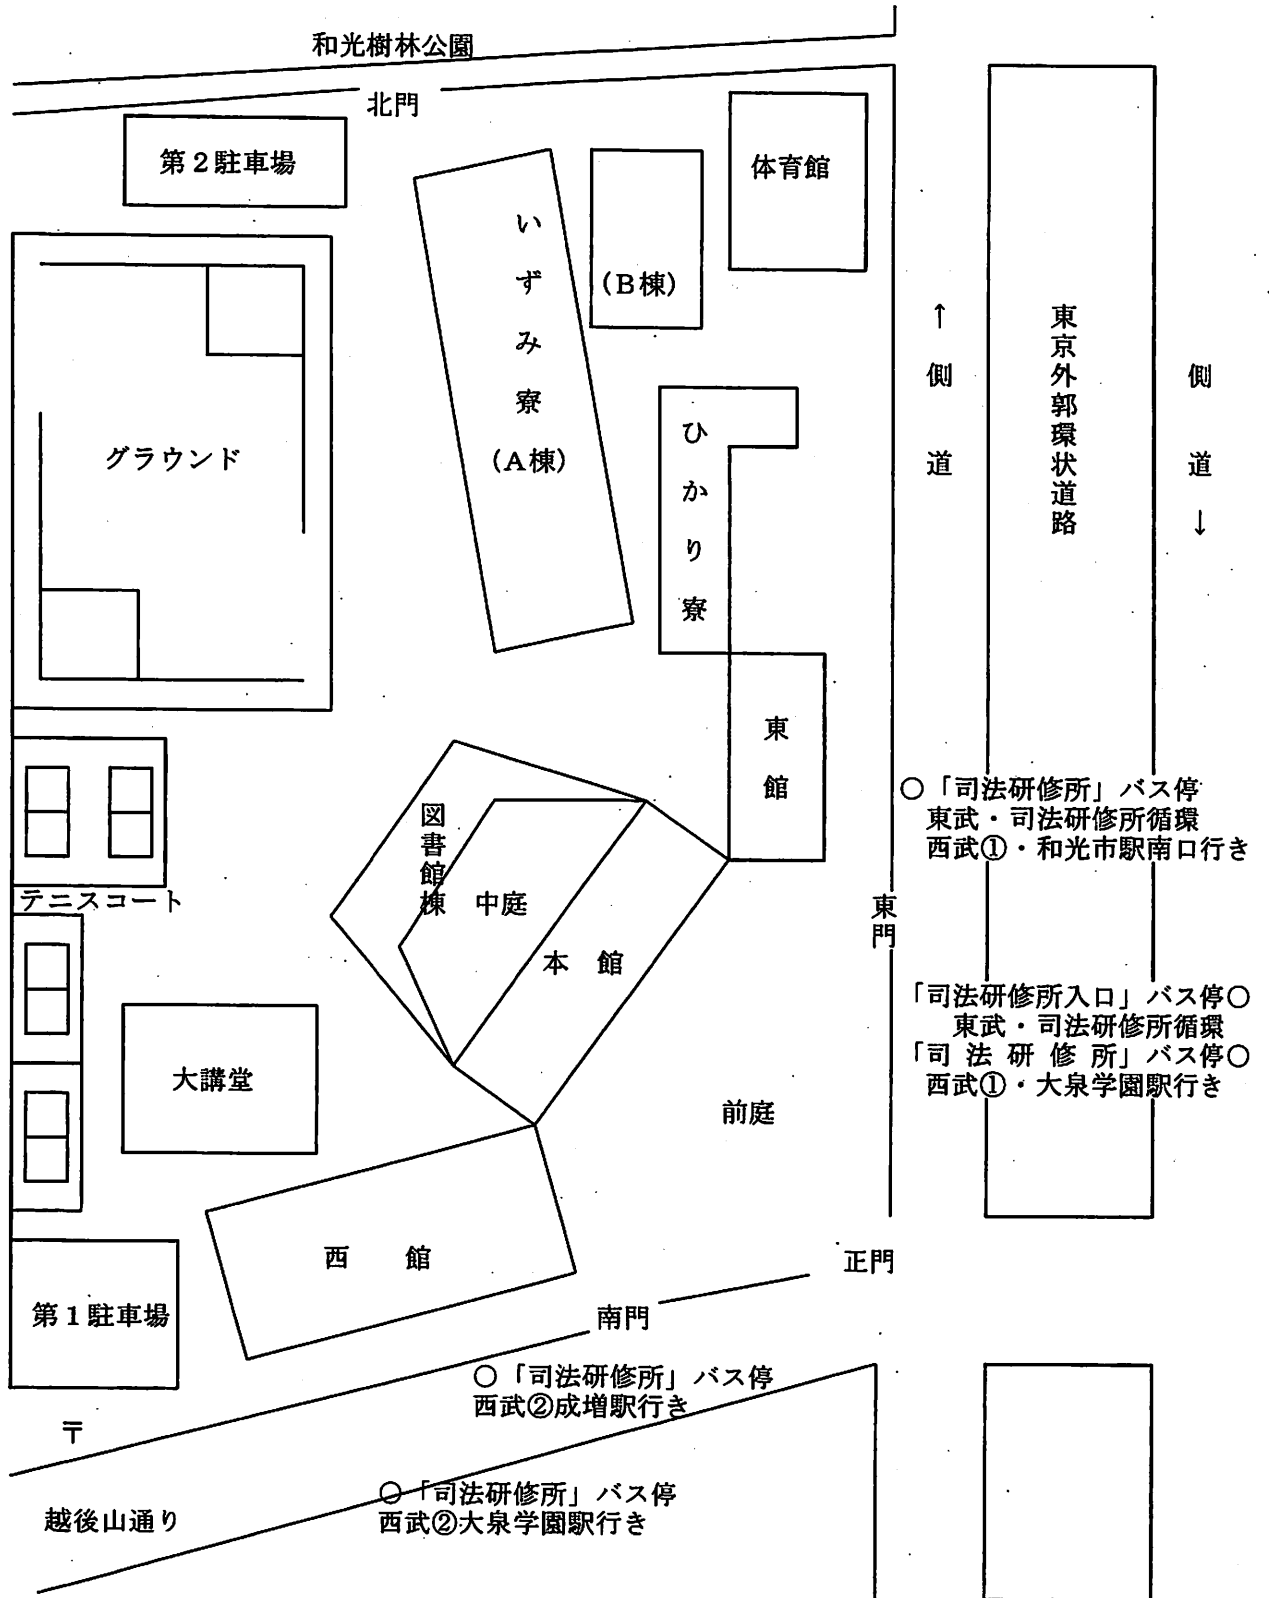 和光樹林公園
北門
第２駐車場
体育館
いずみ寮
（A棟）
（B棟）
↑側道
東京外郭環状道路
側道↓
グラウンド
ひかり寮
東館
○「司法研修所」バス停
東武・司法研修所循環
西武①・和光市駅南口行き
図書館棟
中庭
テニスコート
東門
本　館
「司法研修所入口」バス停○
東武・司法研修所循環
「司 法 研 修 所」バス停○
西武①・大泉学園駅行き
大講堂
前庭
西　館
正門
第１駐車場
南門
○「司法研修所」バス停
西武②成増駅行き
〒
○「司法研修所」バス停
西武②大泉学園駅行き
越後山通り